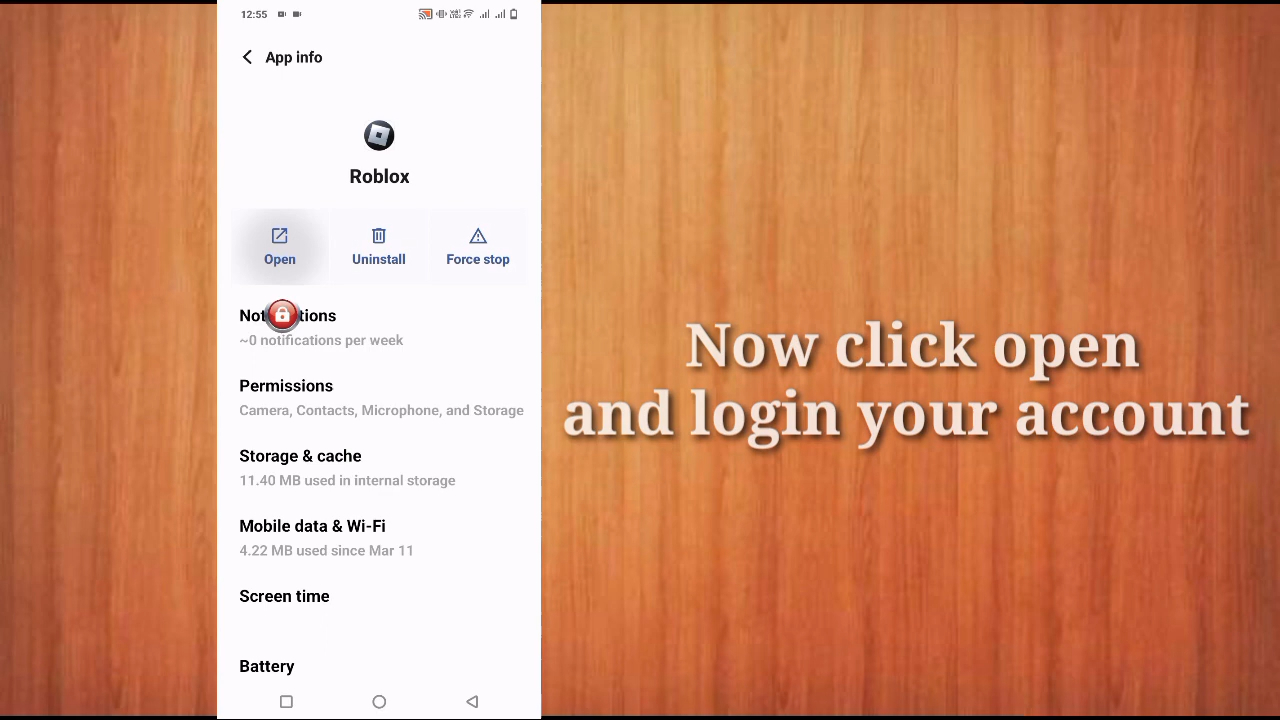 12:55
App info
Roblox
Open Uninstall Force stop
~0 notifications per week
Permissions
Camera, Contacts, Microphone, and Storage
Storage & cache
11.40 MB used in internal storage
Mobile data & Wi-Fi
4.22 MB used since Mar 11
Screen time
Battery
Now click open
and login your account